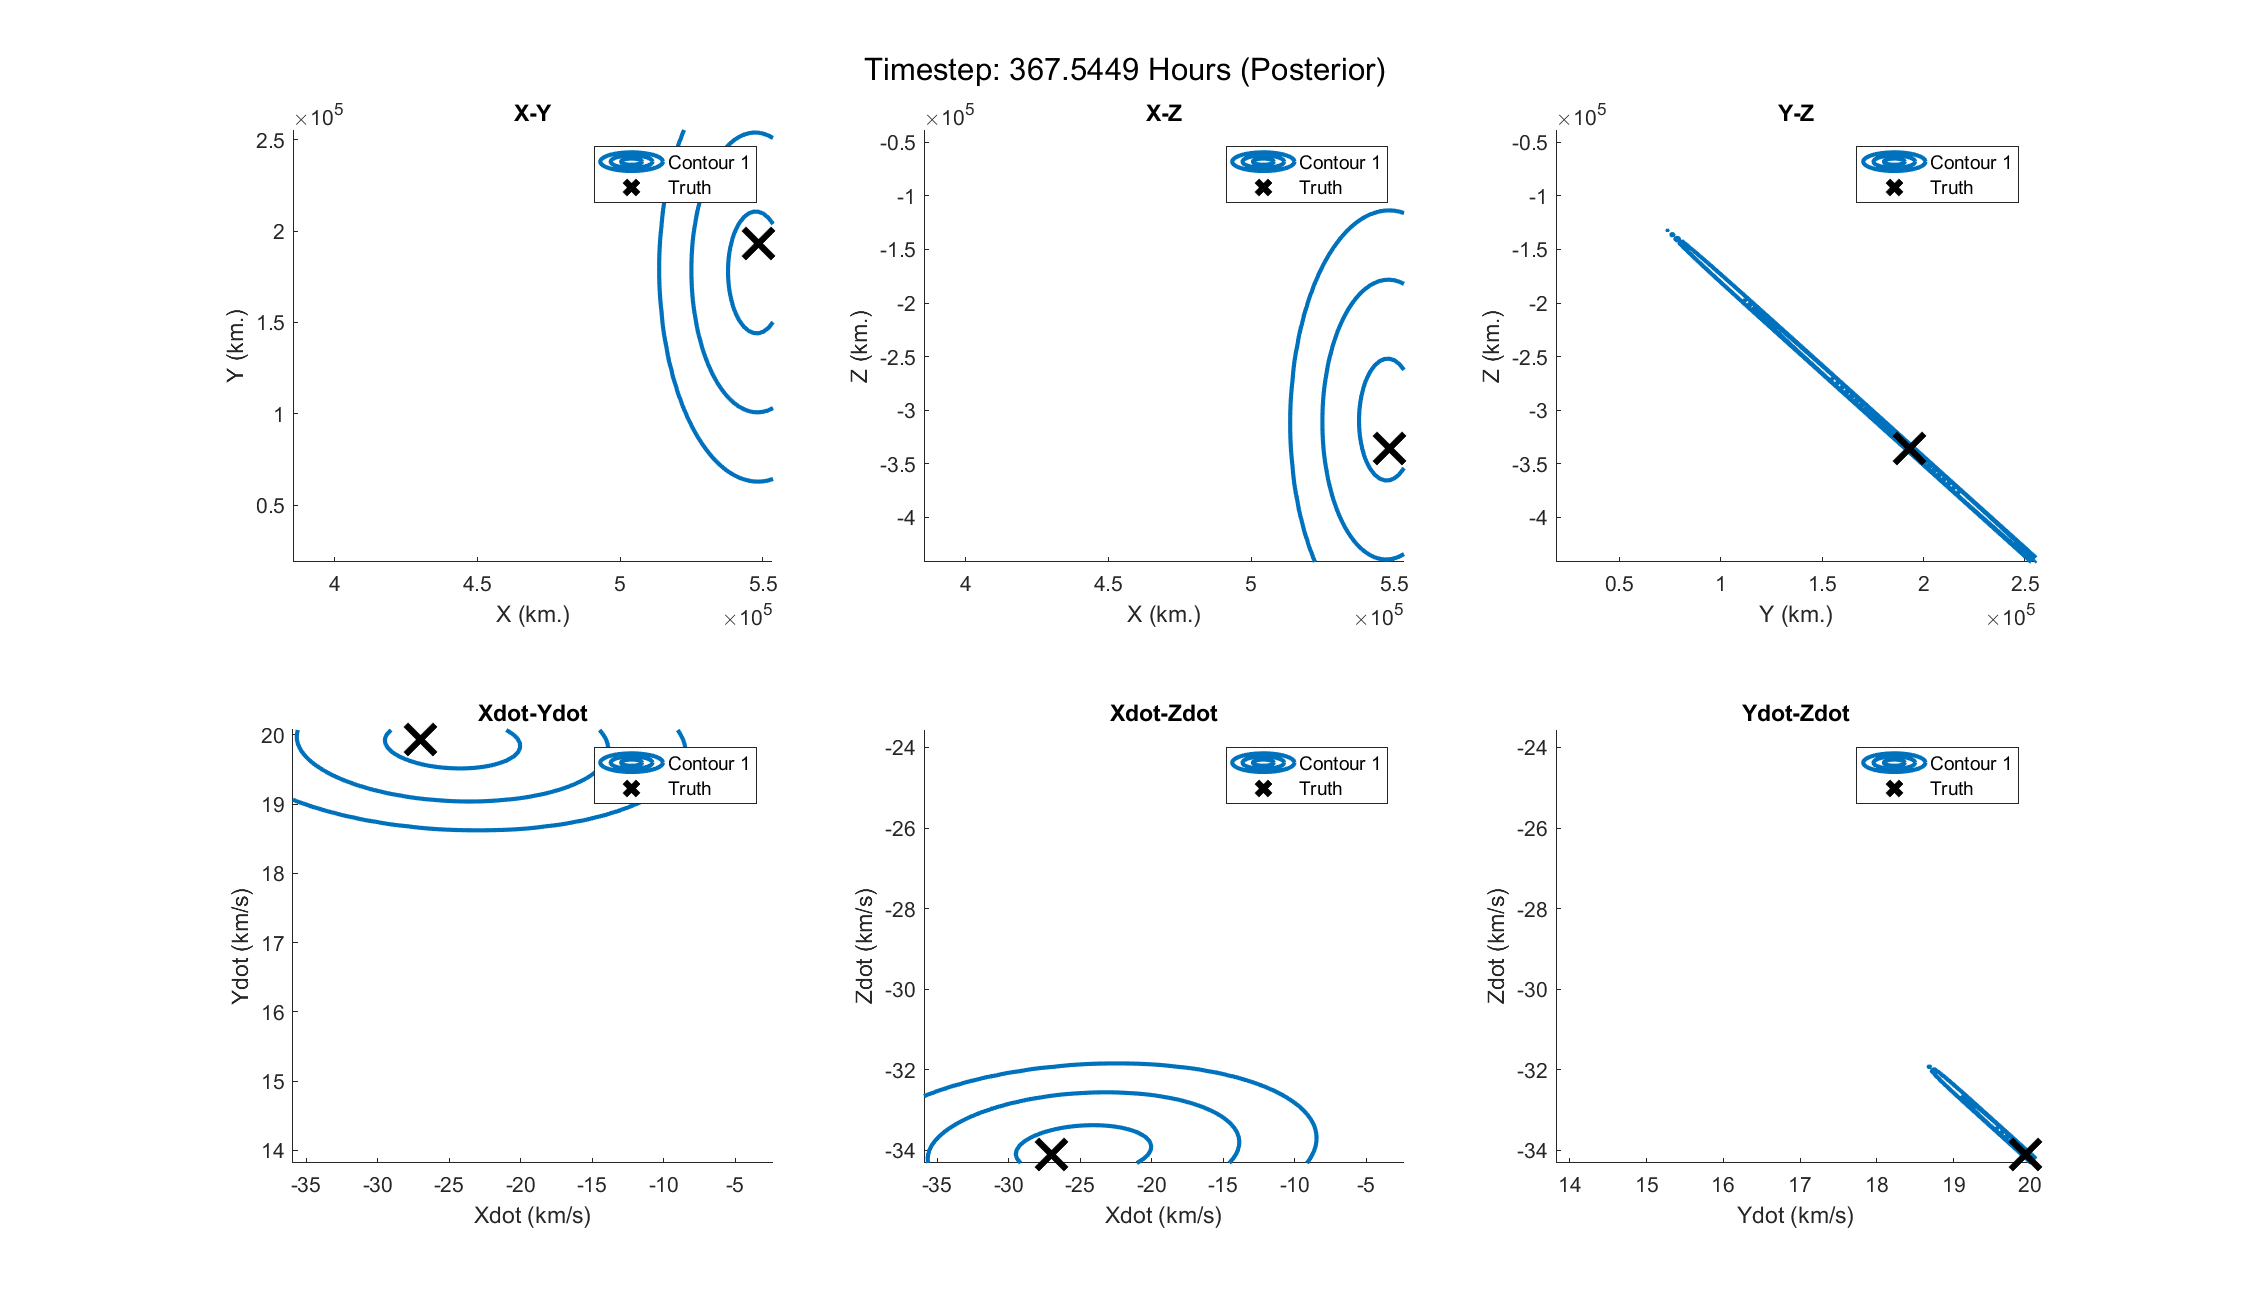 Timestep: 367.5449 Hours (Posterior)
X-Y
×10^5
2.5
2
1.5
1
0.5
Y (km.)
4 4.5 5 5.5
X (km.)
×10^5
Contour 1
Truth
X-Z
×10^5
-0.5
-1
-1.5
-2
-2.5
-3
-3.5
-4
Z (km.)
4 4.5 5 5.5
X (km.)
×10^5
Contour 1
Truth
Y-Z
×10^5
-0.5
-1
-1.5
-2
-2.5
-3
-3.5
-4
Z (km.)
0.5 1 1.5 2 2.5
Y (km.)
×10^5
Contour 1
Truth
Xdot-Ydot
20
19
18
17
16
15
14
Ydot (km/s)
-35 -30 -25 -20 -15 -10 -5
Xdot (km/s)
Contour 1
Truth
Xdot-Zdot
-24
-26
-28
-30
-32
-34
Zdot (km/s)
-35 -30 -25 -20 -15 -10 -5
Xdot (km/s)
Contour 1
Truth
Ydot-Zdot
-24
-26
-28
-30
-32
-34
Zdot (km/s)
14 15 16 17 18 19 20
Ydot (km/s)
Contour 1
Truth